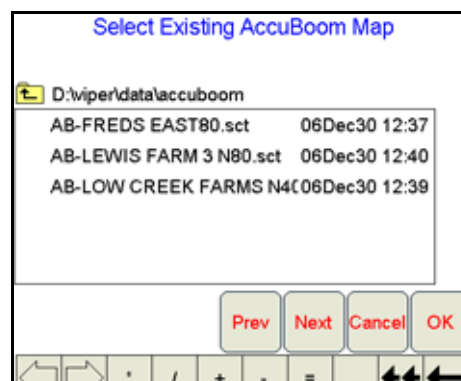 Select Existing AccuBoom Map
D:\viper\data\accuboom
AB-FREDS EAST80.sct 06Dec30 12:37
AB-LEWIS FARM 3 N80.sct 06Dec30 12:40
AB-LOW CREEK FARMS N4 06Dec30 12:39
Prev Next Cancel OK
* / + - =